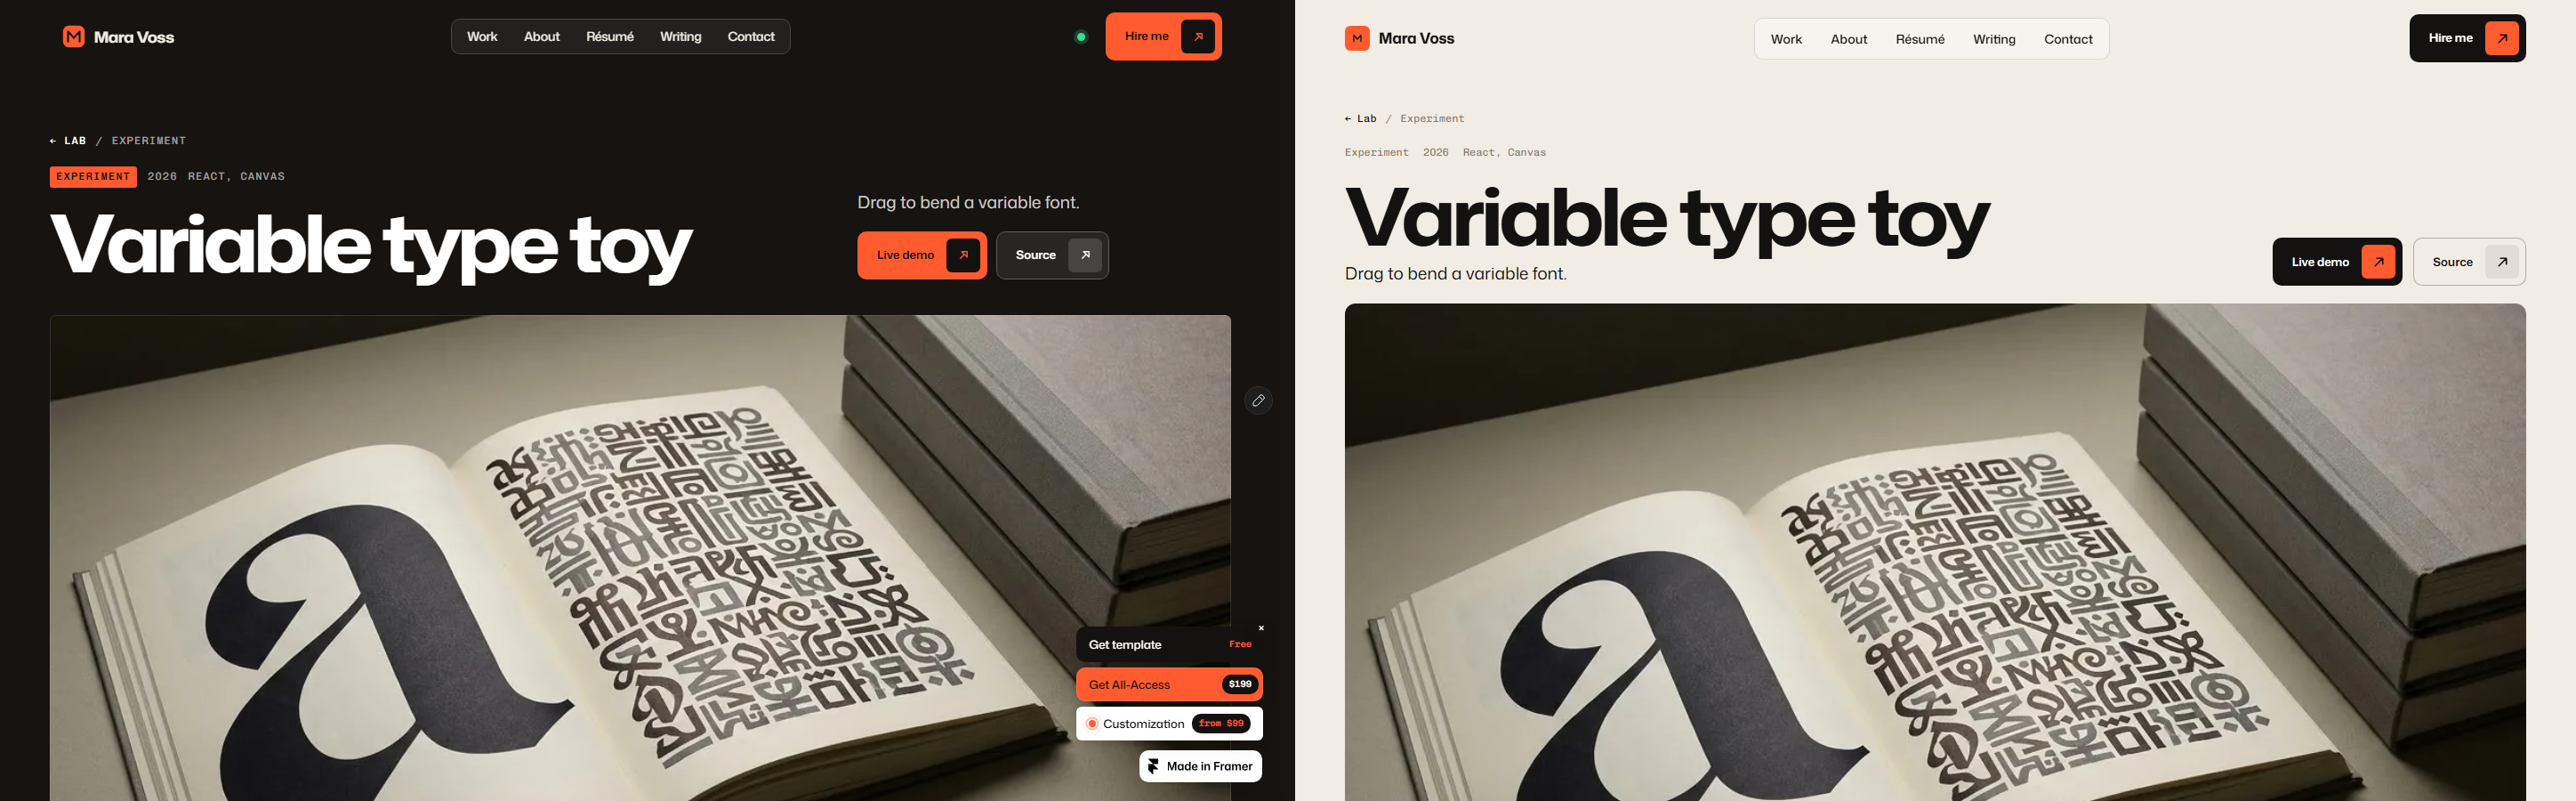 Mara Voss
Work About Résumé Writing Contact
Hire me
← LAB / EXPERIMENT
EXPERIMENT 2026 REACT, CANVAS
Variable type toy
Drag to bend a variable font.
Live demo
Source
a
Get template Free
Get All-Access $199
Customization from $99
Made in Framer
Mara Voss
Work About Résumé Writing Contact
Hire me
← Lab / Experiment
Experiment 2026 React, Canvas
Variable type toy
Drag to bend a variable font.
Live demo
Source
a